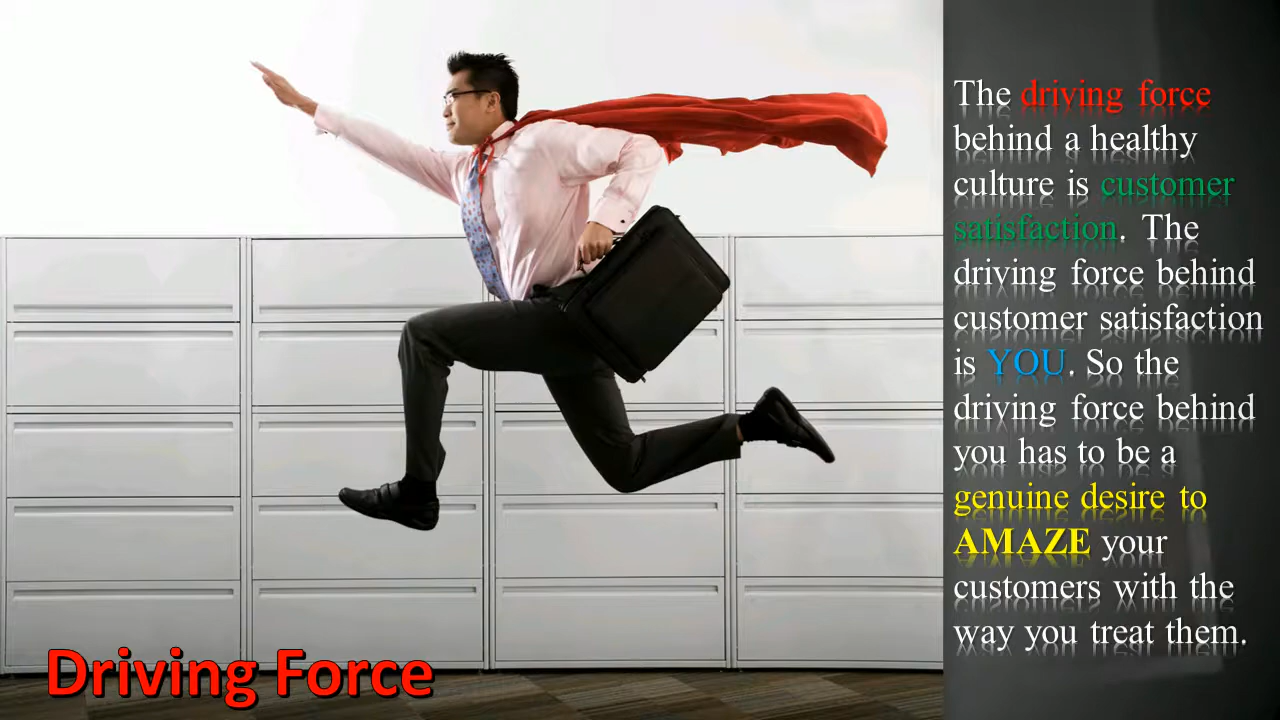 The driving force
behind a healthy
culture is customer
satisfaction. The
driving force behind
customer satisfaction
is YOU. So the
driving force behind
you has to be a
genuine desire to
AMAZE your
customers with the
way you treat them.
Driving Force